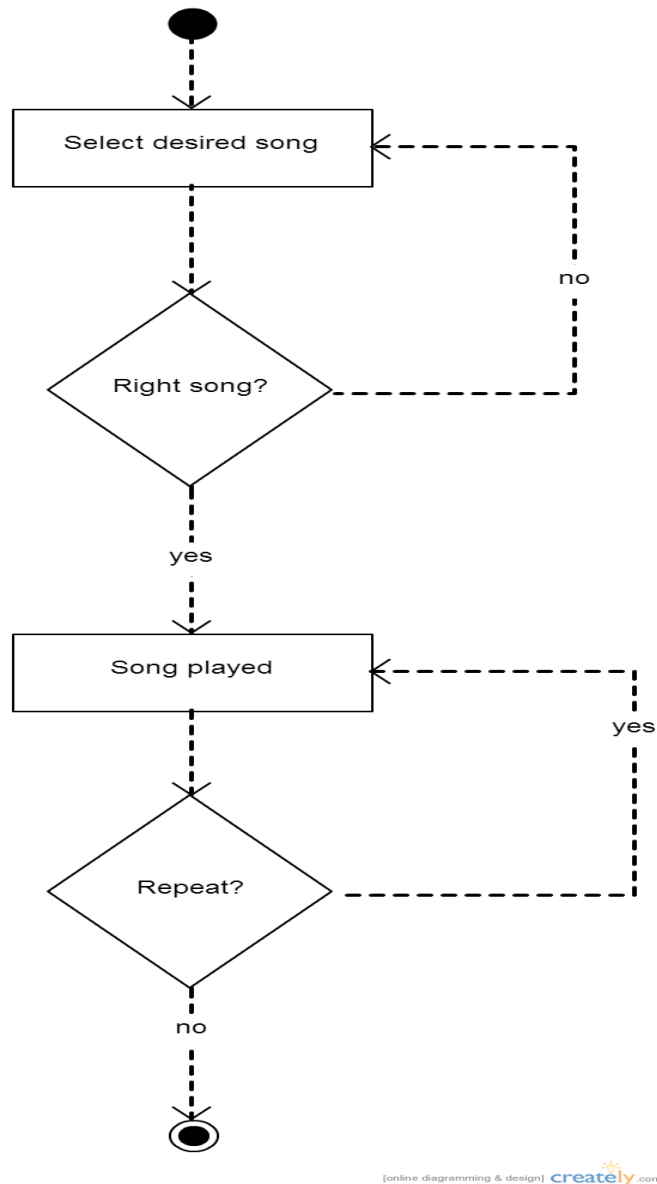 Select desired song
no
Right song?
yes
Song played
yes
Repeat?
no
[online diagramming & design] creately.com